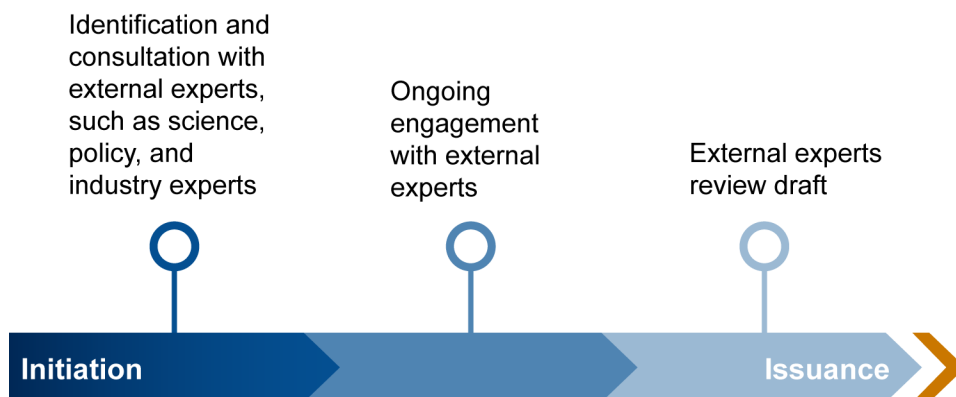 Identification and
consultation with
external experts,
such as science,
policy, and
industry experts
Ongoing
engagement
with external
experts
External experts
review draft
Initiation
Issuance